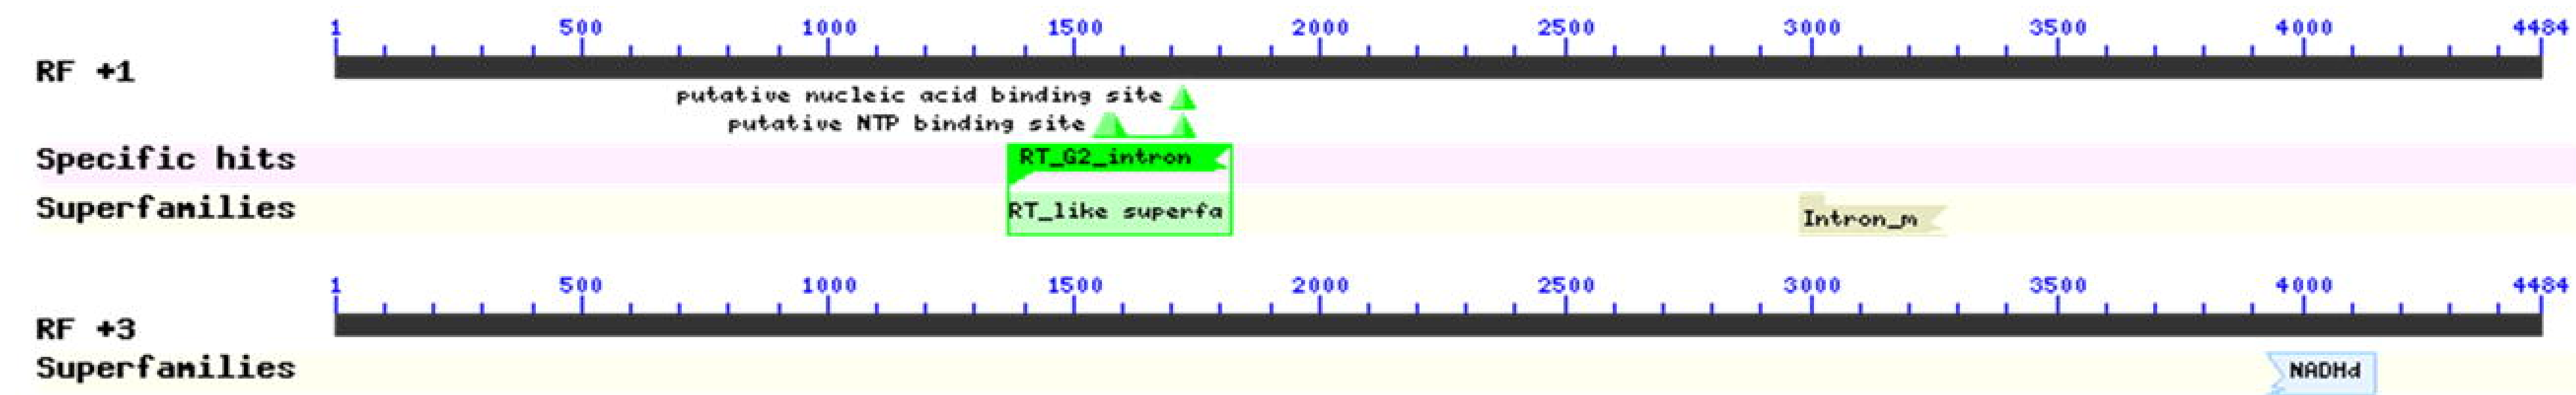 1 500 1000 1500 2000 2500 3000 3500 4000 4484
RF +1
putative nucleic acid binding site
putative NTP binding site
Specific hits RT_G2_intron
Superfamilies RT_like superfa Intron_m
1 500 1000 1500 2000 2500 3000 3500 4000 4484
RF +3
Superfamilies NADHd